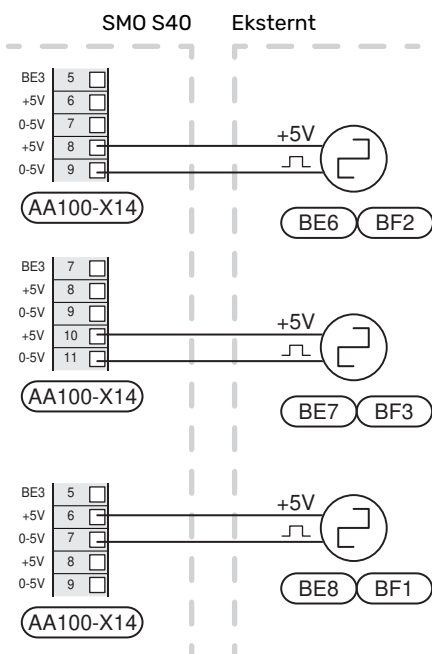 SMO S40 Eksternt
BE3 5
+5V 6
0-5V 7
+5V 8 +5V
0-5V 9
AA100-X14 BE6 BF2
BE3 7
+5V 8
0-5V 9
+5V 10 +5V
0-5V 11
AA100-X14 BE7 BF3
BE3 5
+5V 6 +5V
0-5V 7
+5V 8
0-5V 9
AA100-X14 BE8 BF1